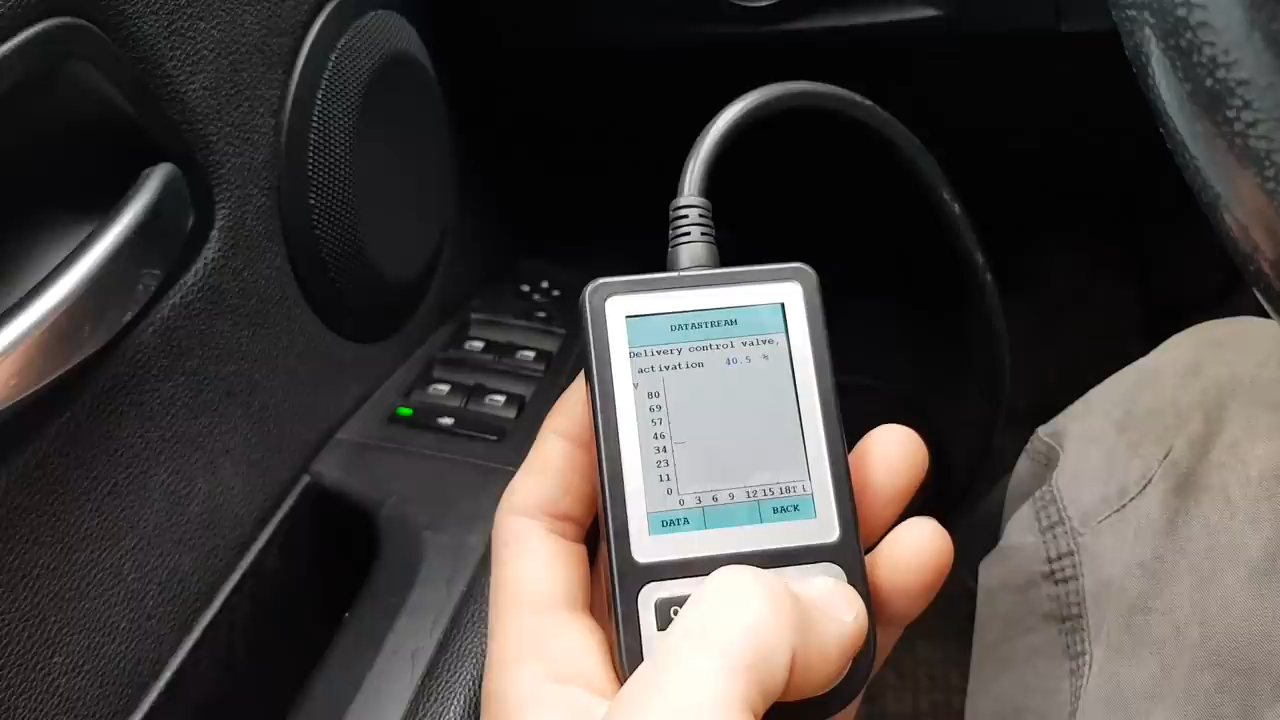 DATASTREAM
Delivery control valve,
activation 40.5 %
V
80
69
57
46
34
23
11
0
0 3 6 9 12 15 18T L
DATA BACK